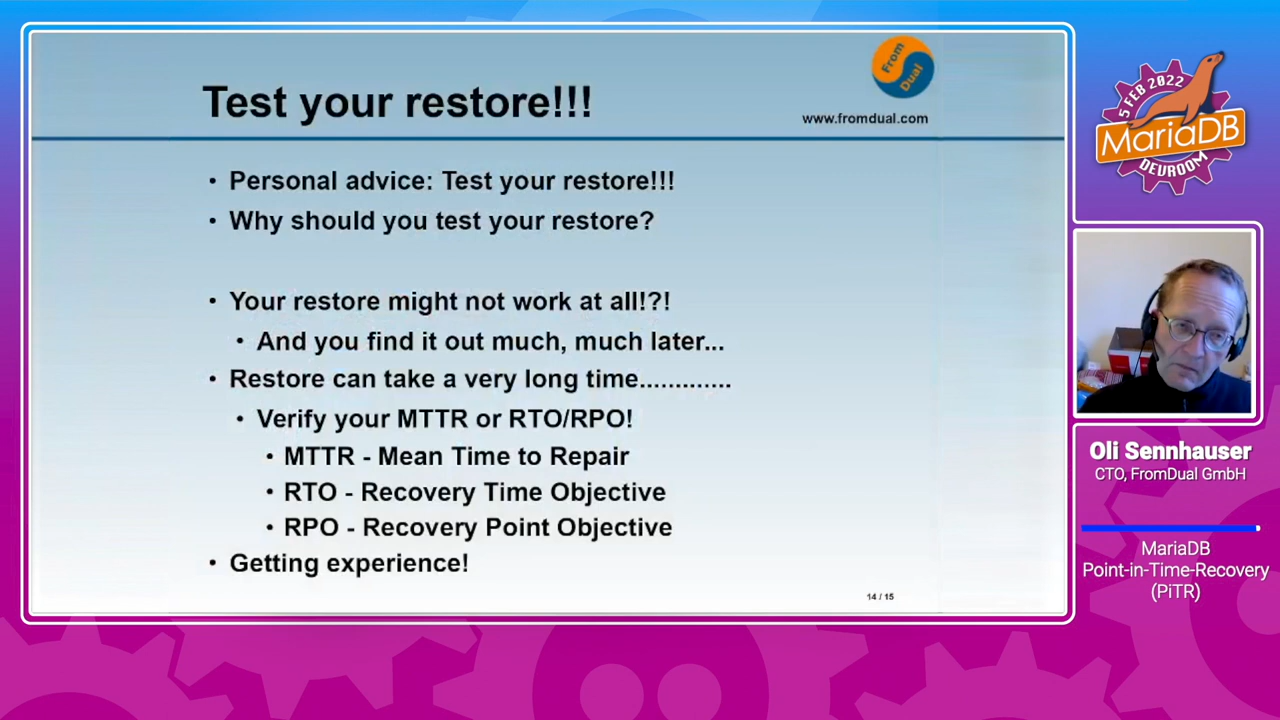 Test your restore!!!
From
Dual
www.fromdual.com
• Personal advice: Test your restore!!!
• Why should you test your restore?
• Your restore might not work at all!?!
• And you find it out much, much later...
• Restore can take a very long time.............
• Verify your MTTR or RTO/RPO!
• MTTR - Mean Time to Repair
• RTO - Recovery Time Objective
• RPO - Recovery Point Objective
• Getting experience!
14 / 15
5 FEB 2022
MariaDB
DEVROOM
Oli Sennhauser
CTO, FromDual GmbH
MariaDB
Point-in-Time-Recovery
(PiTR)